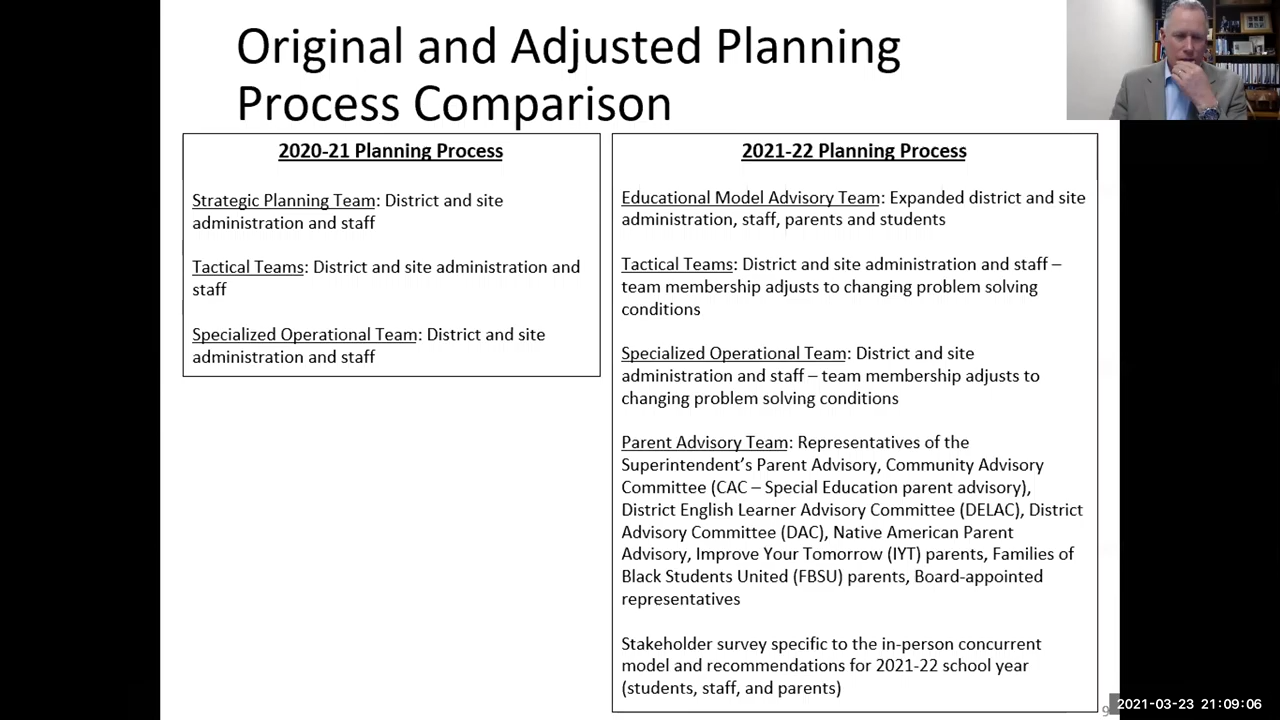 Original and Adjusted Planning
Process Comparison
2020-21 Planning Process
Strategic Planning Team: District and site
administration and staff
Tactical Teams: District and site administration and
staff
Specialized Operational Team: District and site
administration and staff
2021-22 Planning Process
Educational Model Advisory Team: Expanded district and site
administration, staff, parents and students
Tactical Teams: District and site administration and staff –
team membership adjusts to changing problem solving
conditions
Specialized Operational Team: District and site
administration and staff – team membership adjusts to
changing problem solving conditions
Parent Advisory Team: Representatives of the
Superintendent’s Parent Advisory, Community Advisory
Committee (CAC – Special Education parent advisory),
District English Learner Advisory Committee (DELAC), District
Advisory Committee (DAC), Native American Parent
Advisory, Improve Your Tomorrow (IYT) parents, Families of
Black Students United (FBSU) parents, Board-appointed
representatives
Stakeholder survey specific to the in-person concurrent
model and recommendations for 2021-22 school year
(students, staff, and parents)
9
2021-03-23 21:09:06